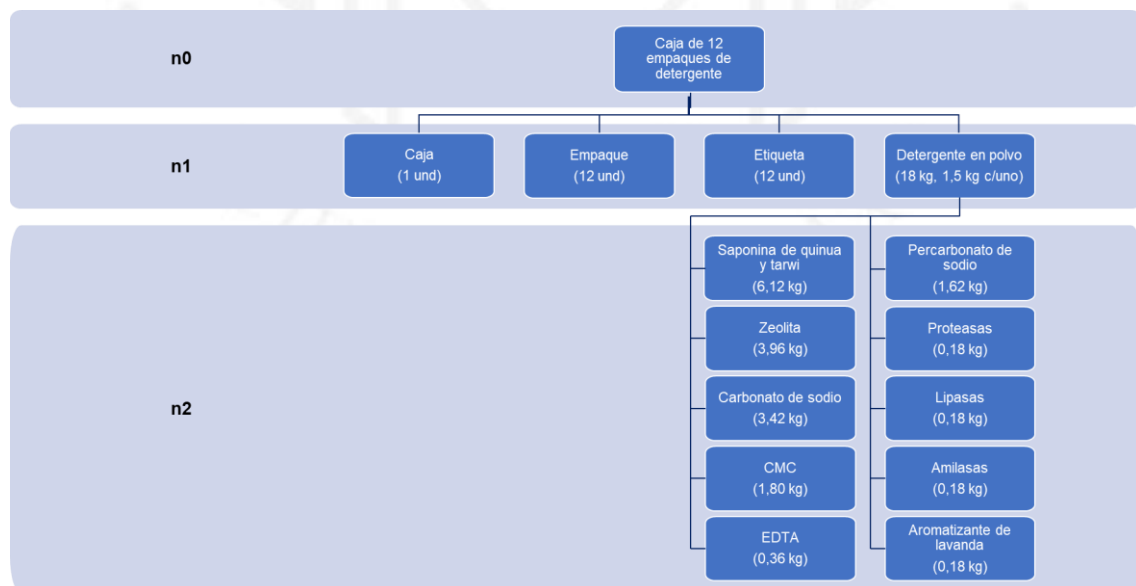 n0
Caja de 12
empaques de
detergente
n1
Caja
(1 und)
Empaque
(12 und)
Etiqueta
(12 und)
Detergente en polvo
(18 kg, 1,5 kg c/uno)
n2
Saponina de quinua
y tarwi
(6,12 kg)
Zeolita
(3,96 kg)
Carbonato de sodio
(3,42 kg)
CMC
(1,80 kg)
EDTA
(0,36 kg)
Percarbonato de
sodio
(1,62 kg)
Proteasas
(0,18 kg)
Lipasas
(0,18 kg)
Amilasas
(0,18 kg)
Aromatizante de
lavanda
(0,18 kg)